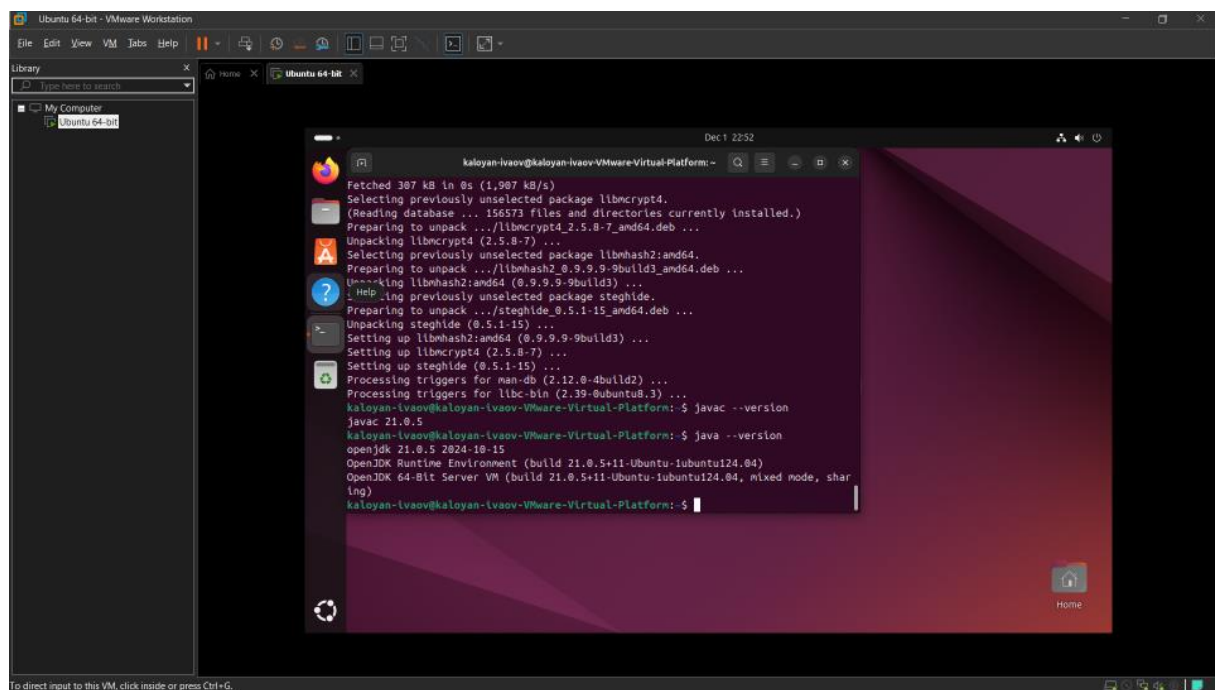 Ubuntu 64-bit - VMware Workstation
File Edit View VM Tabs Help
Library
Type here to search
My Computer
Ubuntu 64-bit
Home
Ubuntu 64-bit
Dec 1 22:52
kaloyan-ivaov@kaloyan-ivaov-VMware-Virtual-Platform: ~
Fetched 307 kB in 0s (1,907 kB/s)
Selecting previously unselected package libmcrypt4.
(Reading database ... 156573 files and directories currently installed.)
Preparing to unpack .../libmcrypt4_2.5.8-7_amd64.deb ...
Unpacking libmcrypt4 (2.5.8-7) ...
Selecting previously unselected package libmhash2:amd64.
Preparing to unpack .../libmhash2_0.9.9.9-9build3_amd64.deb ...
Unpacking libmhash2:amd64 (0.9.9.9-9build3) ...
Help
ing previously unselected package steghide.
Preparing to unpack .../steghide_0.5.1-15_amd64.deb ...
Unpacking steghide (0.5.1-15) ...
Setting up libmhash2:amd64 (0.9.9.9-9build3) ...
Setting up libmcrypt4 (2.5.8-7) ...
Setting up steghide (0.5.1-15) ...
Processing triggers for man-db (2.12.0-4build2) ...
Processing triggers for libc-bin (2.39-0ubuntu8.3) ...
kaloyan-ivaov@kaloyan-ivaov-VMware-Virtual-Platform:~$ javac --version
javac 21.0.5
kaloyan-ivaov@kaloyan-ivaov-VMware-Virtual-Platform:~$ java --version
openjdk 21.0.5 2024-10-15
OpenJDK Runtime Environment (build 21.0.5+11-Ubuntu-1ubuntu124.04)
OpenJDK 64-Bit Server VM (build 21.0.5+11-Ubuntu-1ubuntu124.04, mixed mode, shar
ing)
kaloyan-ivaov@kaloyan-ivaov-VMware-Virtual-Platform:~$
Home
To direct input to this VM, click inside or press Ctrl+G.